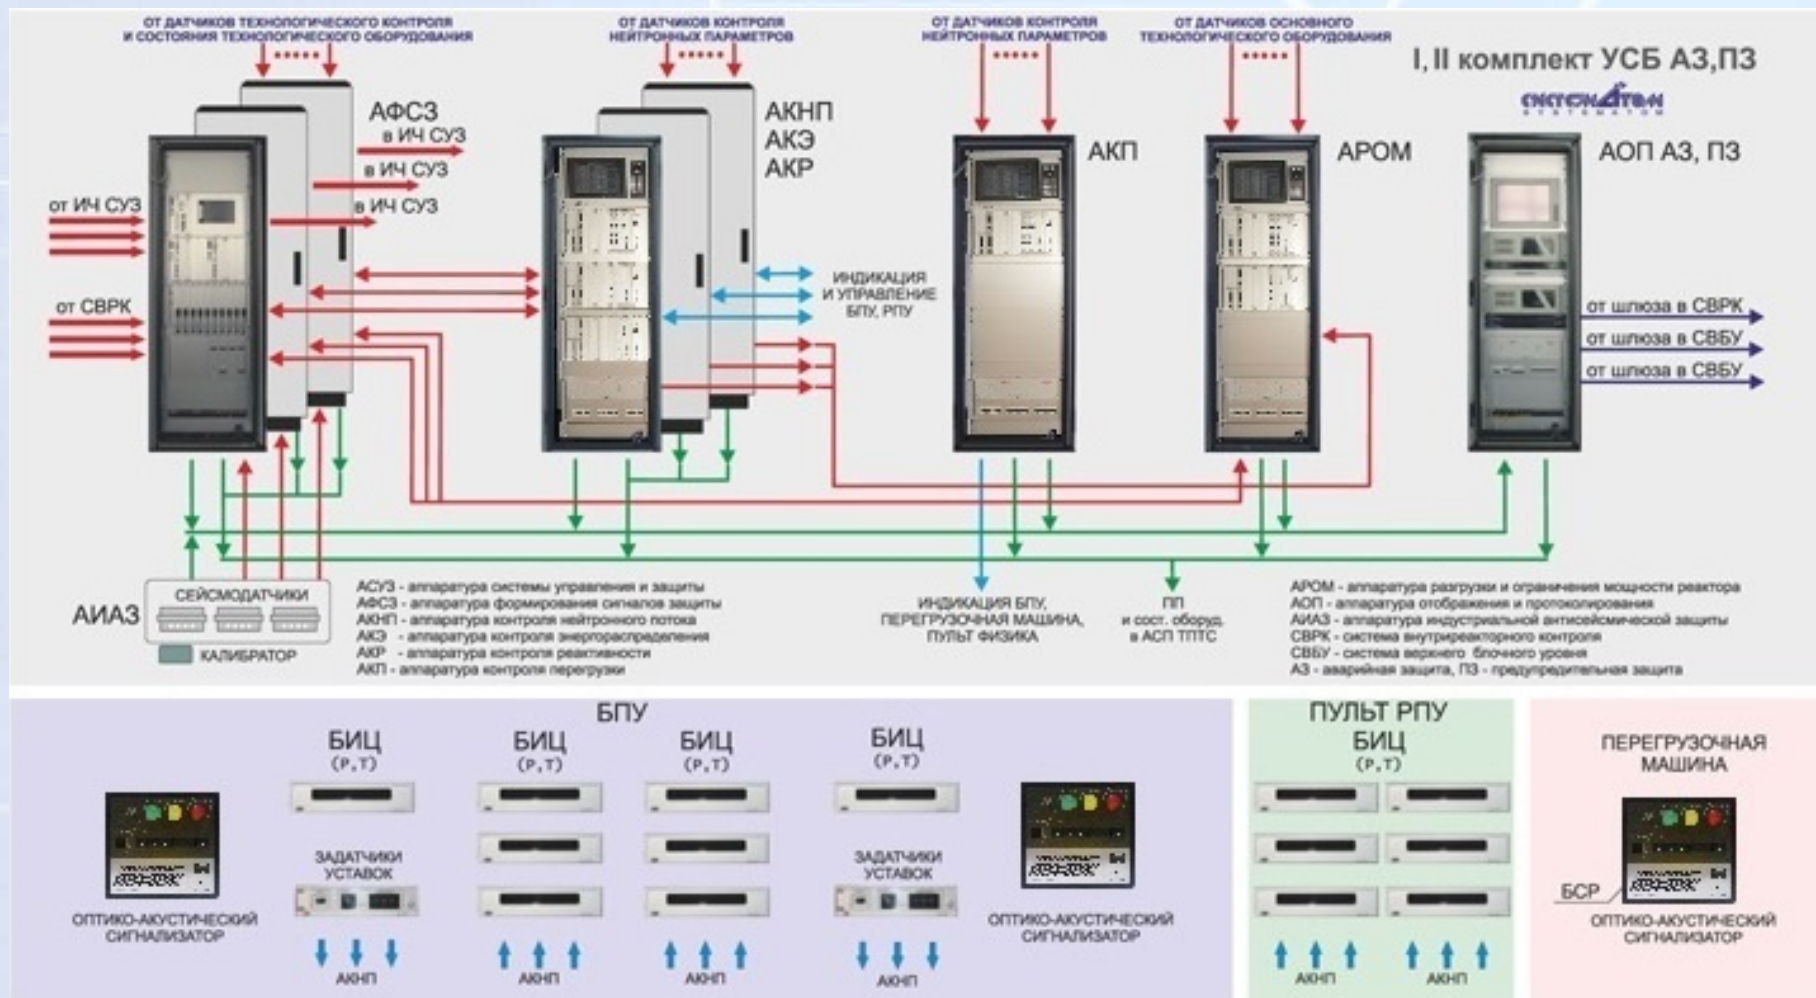 ОТ ДАТЧИКОВ ТЕХНОЛОГИЧЕСКОГО КОНТРОЛЯ
И СОСТОЯНИЯ ТЕХНОЛОГИЧЕСКОГО ОБОРУДОВАНИЯ
ОТ ДАТЧИКОВ КОНТРОЛЯ
НЕЙТРОННЫХ ПАРАМЕТРОВ
ОТ ДАТЧИКОВ КОНТРОЛЯ
НЕЙТРОННЫХ ПАРАМЕТРОВ
ОТ ДАТЧИКОВ ОСНОВНОГО
ТЕХНОЛОГИЧЕСКОГО ОБОРУДОВАНИЯ
I, II комплект УСБ АЗ,ПЗ
СИСТЕМАТОМ
SYSTEMATOM
АФСЗ
в ИЧ СУЗ
в ИЧ СУЗ
в ИЧ СУЗ
от ИЧ СУЗ
от СВРК
АКНП
АКЭ
АКР
АКП
АРОМ
АОП АЗ, ПЗ
ИНДИКАЦИЯ
И УПРАВЛЕНИЕ
БПУ, РПУ
от шлюза в СВРК
от шлюза в СВБУ
от шлюза в СВБУ
АИАЗ
СЕЙСМОДАТЧИКИ
КАЛИБРАТОР
АСУЗ - аппаратура системы управления и защиты
АФСЗ - аппаратура формирования сигналов защиты
АКНП - аппаратура контроля нейтронного потока
АКЭ - аппаратура контроля энергораспределения
АКР - аппаратура контроля реактивности
АКП - аппаратура контроля перегрузки
ИНДИКАЦИЯ БПУ,
ПЕРЕГРУЗОЧНАЯ МАШИНА,
ПУЛЬТ ФИЗИКА
ПП
и сост. оборуд.
в АСП ТПТС
АРОМ - аппаратура разгрузки и ограничения мощности реактора
АОП - аппаратура отображения и протоколирования
АИАЗ - аппаратура индустриальной антисейсмической защиты
СВРК - система внутриреакторного контроля
СВБУ - система верхнего блочного уровня
АЗ - аварийная защита, ПЗ - предупредительная защита
БПУ
БИЦ
(Р,Т)
БИЦ
(Р,Т)
БИЦ
(Р,Т)
БИЦ
(Р,Т)
ЗАДАТЧИКИ
УСТАВОК
ЗАДАТЧИКИ
УСТАВОК
ОПТИКО-АКУСТИЧЕСКИЙ
СИГНАЛИЗАТОР
ОПТИКО-АКУСТИЧЕСКИЙ
СИГНАЛИЗАТОР
АКНП
АКНП
АКНП
АКНП
ПУЛЬТ РПУ
БИЦ
(Р,Т)
АКНП
АКНП
ПЕРЕГРУЗОЧНАЯ
МАШИНА
БСР
ОПТИКО-АКУСТИЧЕСКИЙ
СИГНАЛИЗАТОР